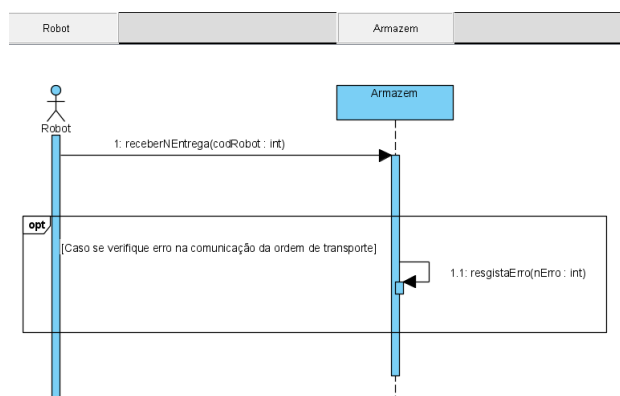 Robot
Armazem
Armazem
Robot
1: receberNEntrega(codRobot : int)
opt
[Caso se verifique erro na comunicação da ordem de transporte]
1.1: resgistaErro(nErro : int)